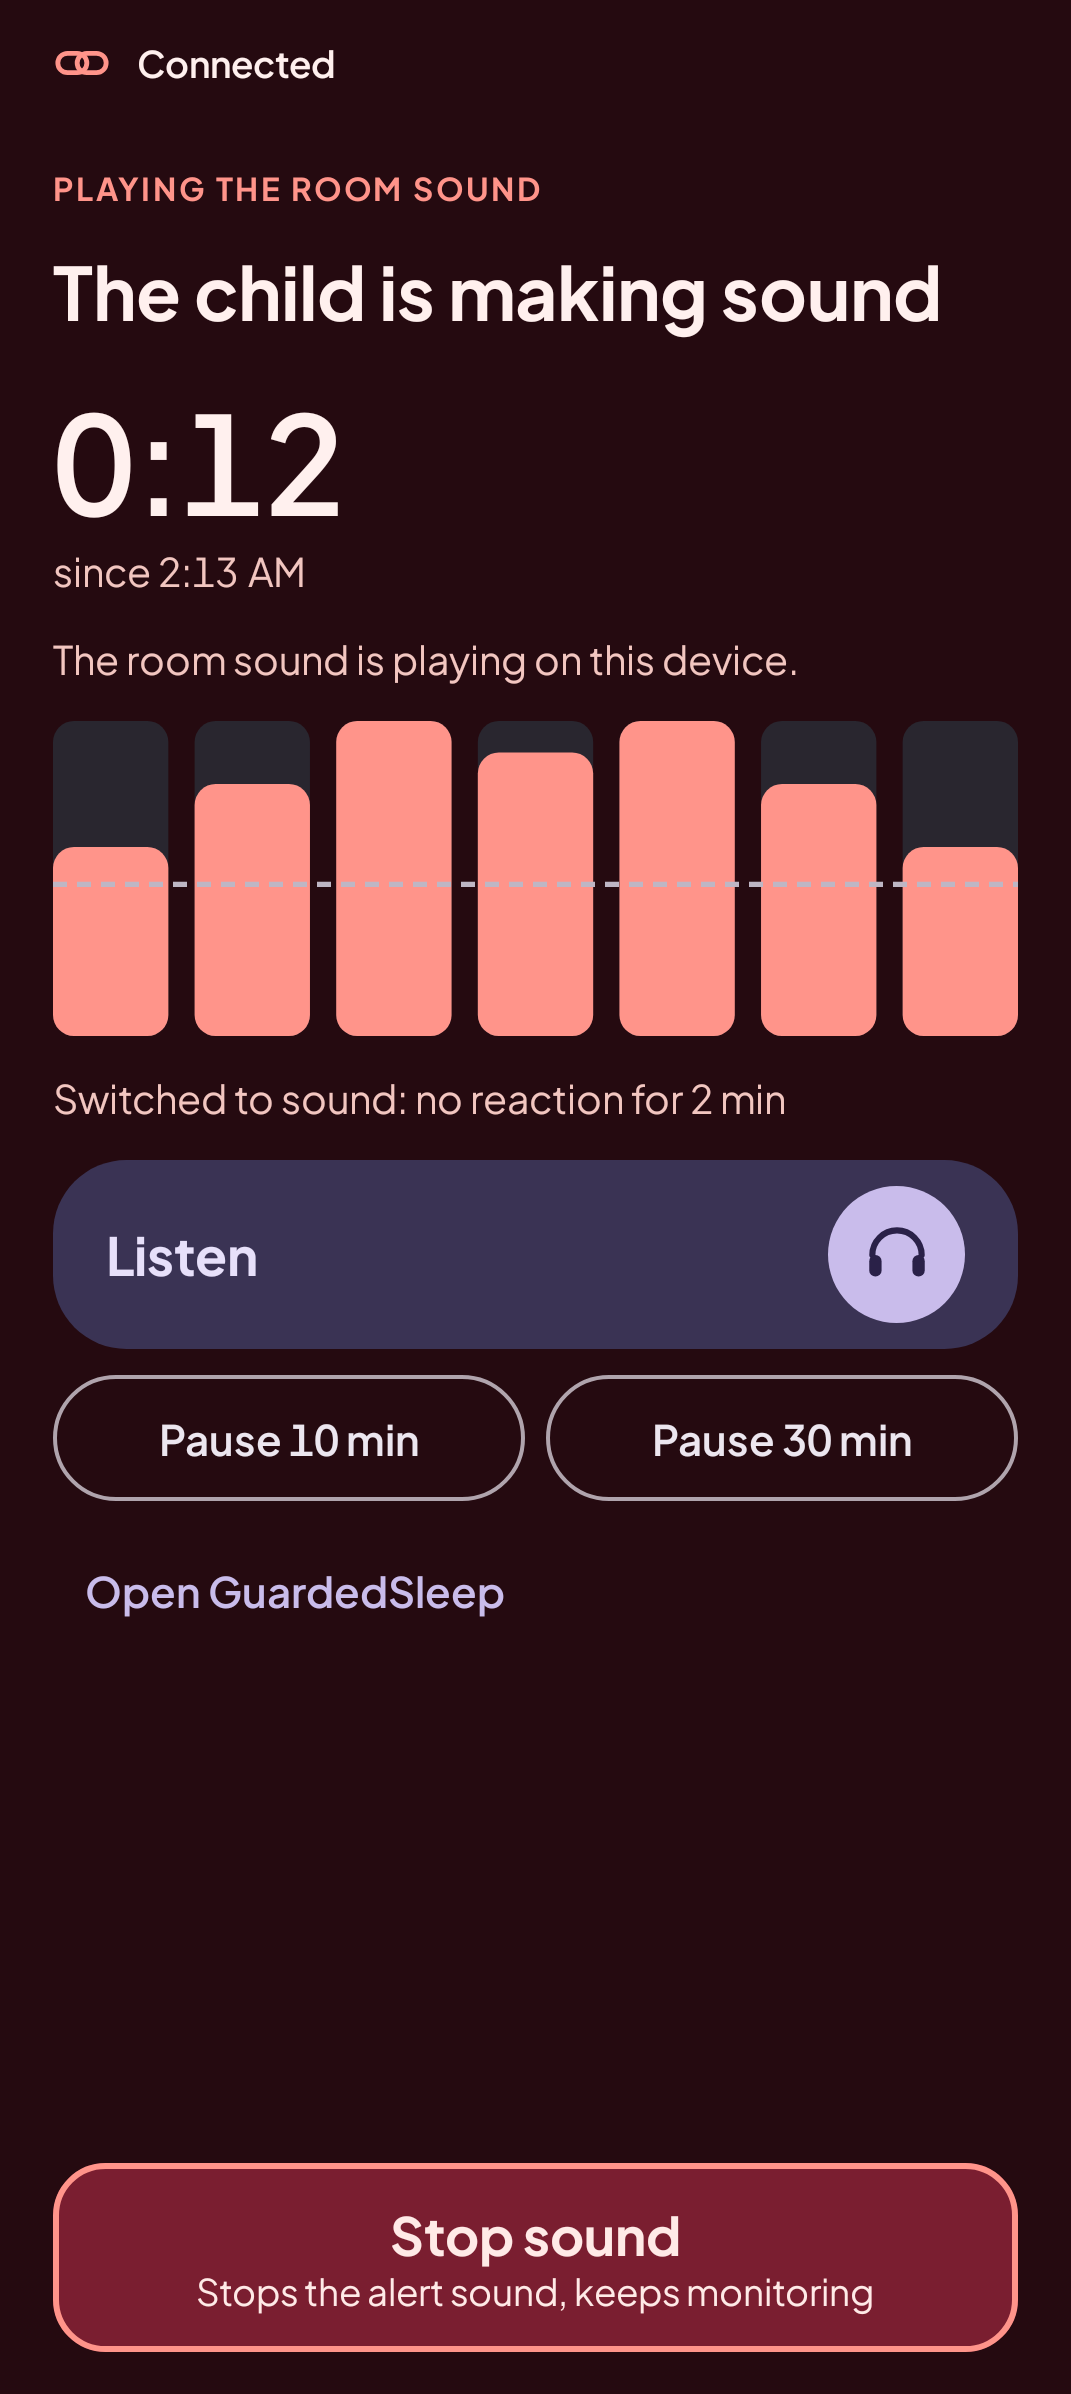 Connected
PLAYING THE ROOM SOUND
The child is making sound
0:12
since 2:13 AM
The room sound is playing on this device.
Switched to sound: no reaction for 2 min
Listen
Pause 10 min
Pause 30 min
Open GuardedSleep
Stop sound
Stops the alert sound, keeps monitoring